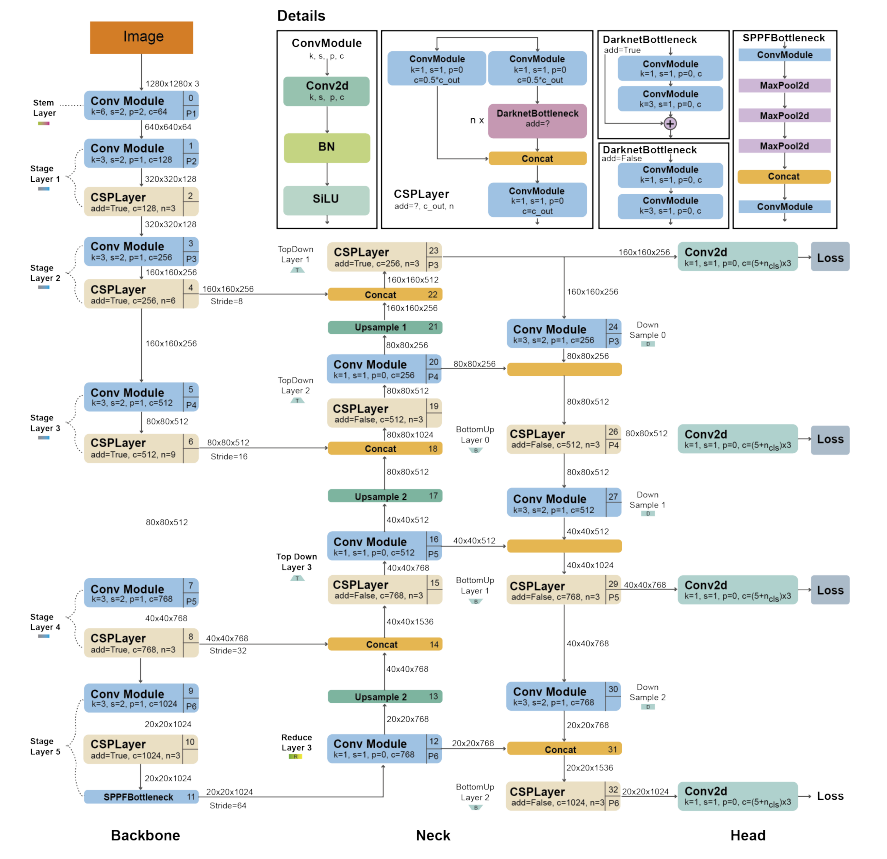 Details
Image
1280x1280x 3
Stem
Layer
Conv Module
k=6, s=2, p=2, c=64
0
P1
640x640x64
Stage
Layer 1
Conv Module
k=3, s=2, p=1, c=128
1
P2
320x320x128
CSPLayer
add=True, c=128, n=3
2
320x320x128
Stage
Layer 2
Conv Module
k=3, s=2, p=1, c=256
3
P3
160x160x256
CSPLayer
add=True, c=256, n=6
4
160x160x256
Stride=8
160x160x256
Stage
Layer 3
Conv Module
k=3, s=2, p=1, c=512
5
P4
80x80x512
CSPLayer
add=True, c=512, n=9
6
80x80x512
Stride=16
80x80x512
Stage
Layer 4
Conv Module
k=3, s=2, p=1, c=768
7
P5
40x40x768
CSPLayer
add=True, c=768, n=3
8
40x40x768
Stride=32
Stage
Layer 5
Conv Module
k=3, s=2, p=1, c=1024
9
P6
20x20x1024
CSPLayer
add=True, c=1024, n=3
10
20x20x1024
SPPFBottleneck
11
20x20x1024
Stride=64
Backbone
ConvModule
k, s, p, c
Conv2d
k, s, p, c
BN
SiLU
ConvModule
k=1, s=1, p=0
c=0.5*c_out
ConvModule
k=1, s=1, p=0
c=0.5*c_out
n x
DarknetBottleneck
add=?
Concat
CSPLayer
add=?, c_out, n
ConvModule
k=1, s=1, p=0
c=c_out
DarknetBottleneck
add=True
ConvModule
k=1, s=1, p=0, c
ConvModule
k=3, s=1, p=0, c
+
DarknetBottleneck
add=False
ConvModule
k=1, s=1, p=0, c
ConvModule
k=3, s=1, p=0, c
SPPFBottleneck
ConvModule
MaxPool2d
MaxPool2d
MaxPool2d
Concat
ConvModule
TopDown
Layer 1
T
CSPLayer
add=True, c=256, n=3
23
P3
160x160x512
Concat
22
160x160x256
Upsample 1
21
80x80x256
TopDown
Layer 2
T
Conv Module
k=1, s=1, p=0, c=256
20
P4
80x80x256
80x80x512
CSPLayer
add=False, c=512, n=3
19
80x80x1024
Concat
18
80x80x512
Upsample 2
17
40x40x512
Top Down
Layer 3
T
Conv Module
k=1, s=1, p=0, c=512
16
P5
40x40x512
40x40x768
CSPLayer
add=False, c=768, n=3
15
40x40x1536
Concat
14
40x40x768
Upsample 2
13
20x20x768
Reduce
Layer 3
R
Conv Module
k=1, s=1, p=0, c=768
12
P6
20x20x768
Neck
160x160x256
160x160x256
Conv Module
k=3, s=2, p=1, c=256
24
P3
Down
Sample 0
D
80x80x256
80x80x512
BottomUp
Layer 0
B
CSPLayer
add=False, c=512, n=3
26
P4
80x80x512
80x80x512
Conv Module
k=3, s=2, p=1, c=512
27
Down
Sample 1
D
40x40x512
40x40x1024
BottomUp
Layer 1
B
CSPLayer
add=False, c=768, n=3
29
P5
40x40x768
40x40x768
Conv Module
k=3, s=2, p=1, c=768
30
Down
Sample 2
D
20x20x768
Concat
31
20x20x1536
BottomUp
Layer 2
B
CSPLayer
add=False, c=1024, n=3
32
P6
20x20x1024
Conv2d
k=1, s=1, p=0, c=(5+ncls)x3
Loss
Conv2d
k=1, s=1, p=0, c=(5+ncls)x3
Loss
Conv2d
k=1, s=1, p=0, c=(5+ncls)x3
Loss
Conv2d
k=1, s=1, p=0, c=(5+ncls)x3
Loss
Head